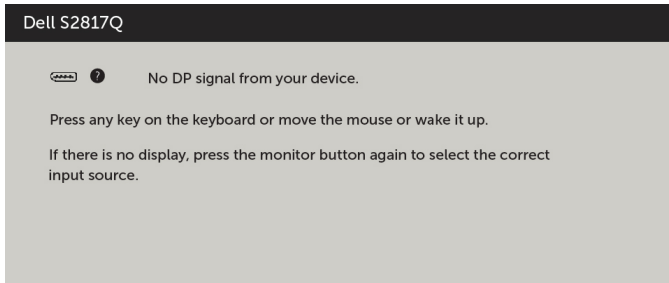 Dell S2817Q
? No DP signal from your device.
Press any key on the keyboard or move the mouse or wake it up.
If there is no display, press the monitor button again to select the correct
input source.